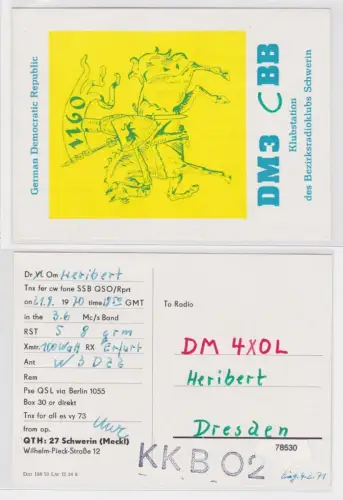 German Democratic Republic
1160
DM3 CBB
Klubstation
des Bezirksradioklubs Schwerin
Dr Yl. Om Heribert
Tnx fer cw fone SSB QSO/Rprt
on 21.9. 1970 time GMT
in the 3.6 Mc/s Band
RST 5 8 grm
Xmtr. 100 Watt RX Erfurt
Ant W3DZZ
Rem
Pse QSL via Berlin 1055
Box 30 or direkt
Tnx for all es vy 73
from op. Uwe
QTH: 27 Schwerin (Meckl)
Wilhelm-Pieck-Straße 12
To Radio
DM 4XOL
Heribert
Dresden
78530
KKB02